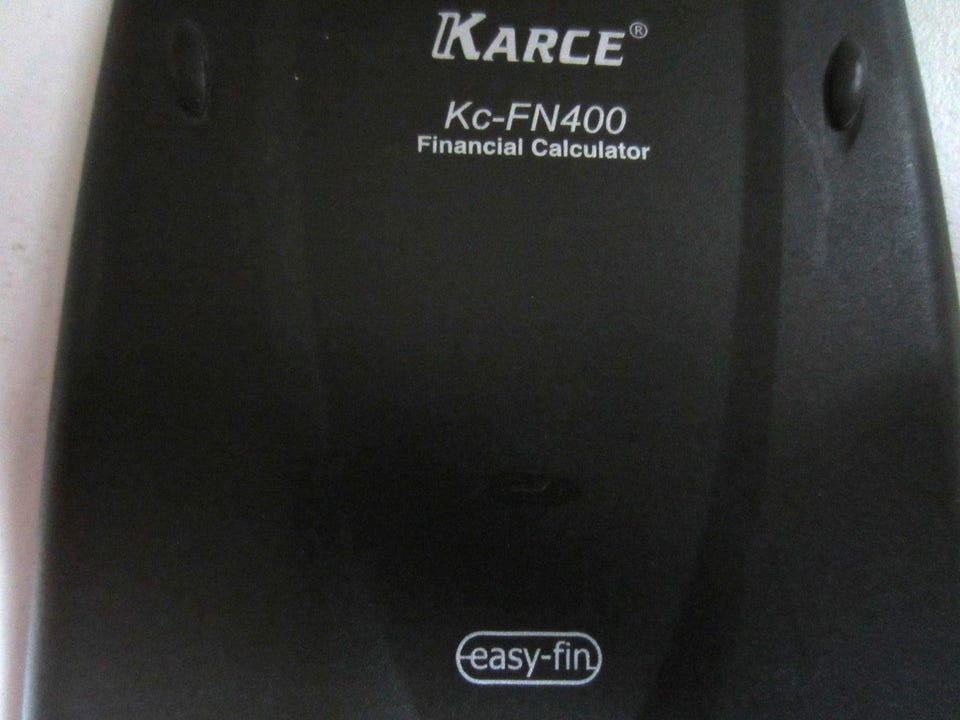 KARCE®
Kc-FN400
Financial Calculator
easy-fin